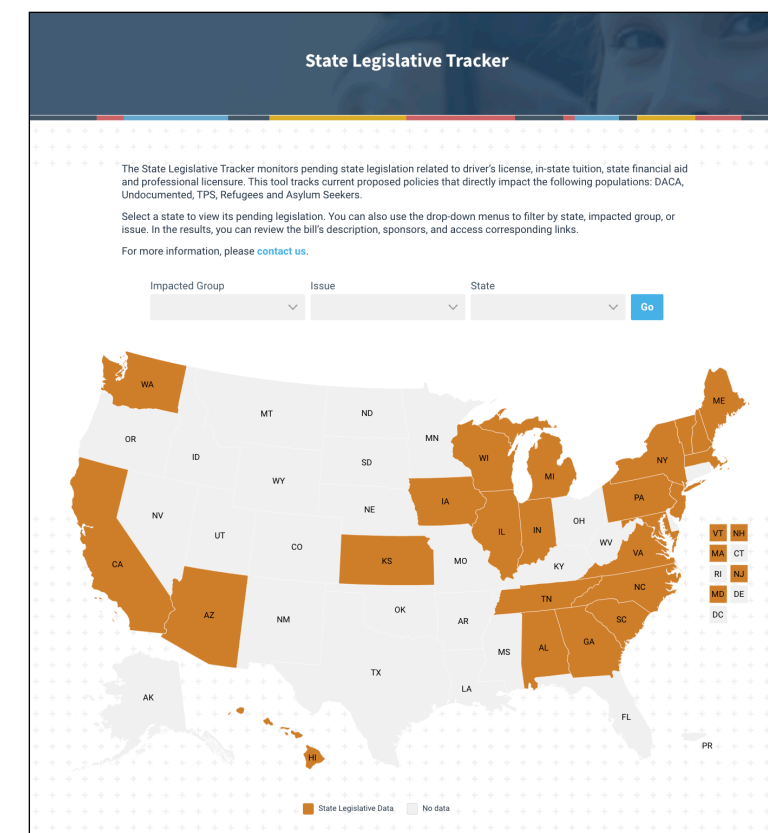 State Legislative Tracker
The State Legislative Tracker monitors pending state legislation related to driver's license, in-state tuition, state financial aid
and professional licensure. This tool tracks current proposed policies that directly impact the following populations: DACA,
Undocumented, TPS, Refugees and Asylum Seekers.
Select a state to view its pending legislation. You can also use the drop-down menus to filter by state, impacted group, or
issue. In the results, you can review the bill's description, sponsors, and access corresponding links.
For more information, please contact us.
Impacted Group Issue State
Go
WA
ME
MT
ND
MN
OR
ID
WI
NY
SD
MI
WY
PA
IA
NE
NV
OH
UT
IL
IN
VT NH
WV
CO
VA
MA CT
KS
MO
KY
CA
RI NJ
NC
MD DE
TN
OK
AZ
NM
SC
DC
AR
GA
AL
MS
TX
LA
AK
FL
PR
HI
State Legislative Data No data